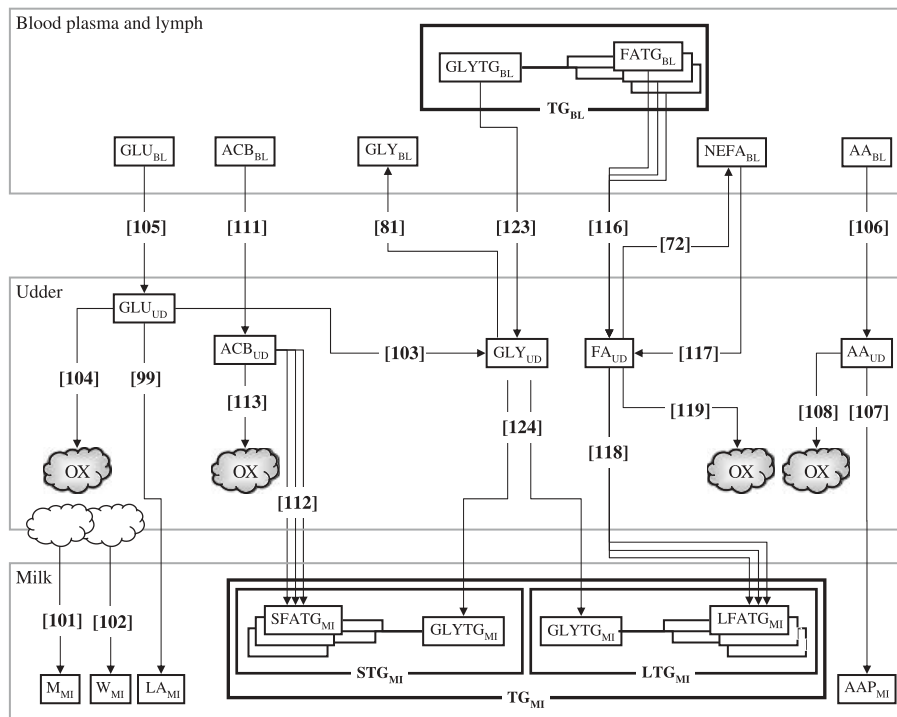 Blood plasma and lymph
GLYTG_BL FATG_BL
TG_BL
GLU_BL ACB_BL GLY_BL NEFA_BL AA_BL
[105] [111] [81] [123] [116] [72] [106]
Udder
GLU_UD
ACB_UD [103] GLY_UD FA_UD [117] AA_UD
[104] [99] [113] [124] [118] [119] [108] [107]
OX OX OX OX
[112]
Milk
[101] [102] SFATG_MI GLYTG_MI GLYTG_MI LFATG_MI
STG_MI LTG_MI
M_MI W_MI LA_MI TG_MI AAP_MI